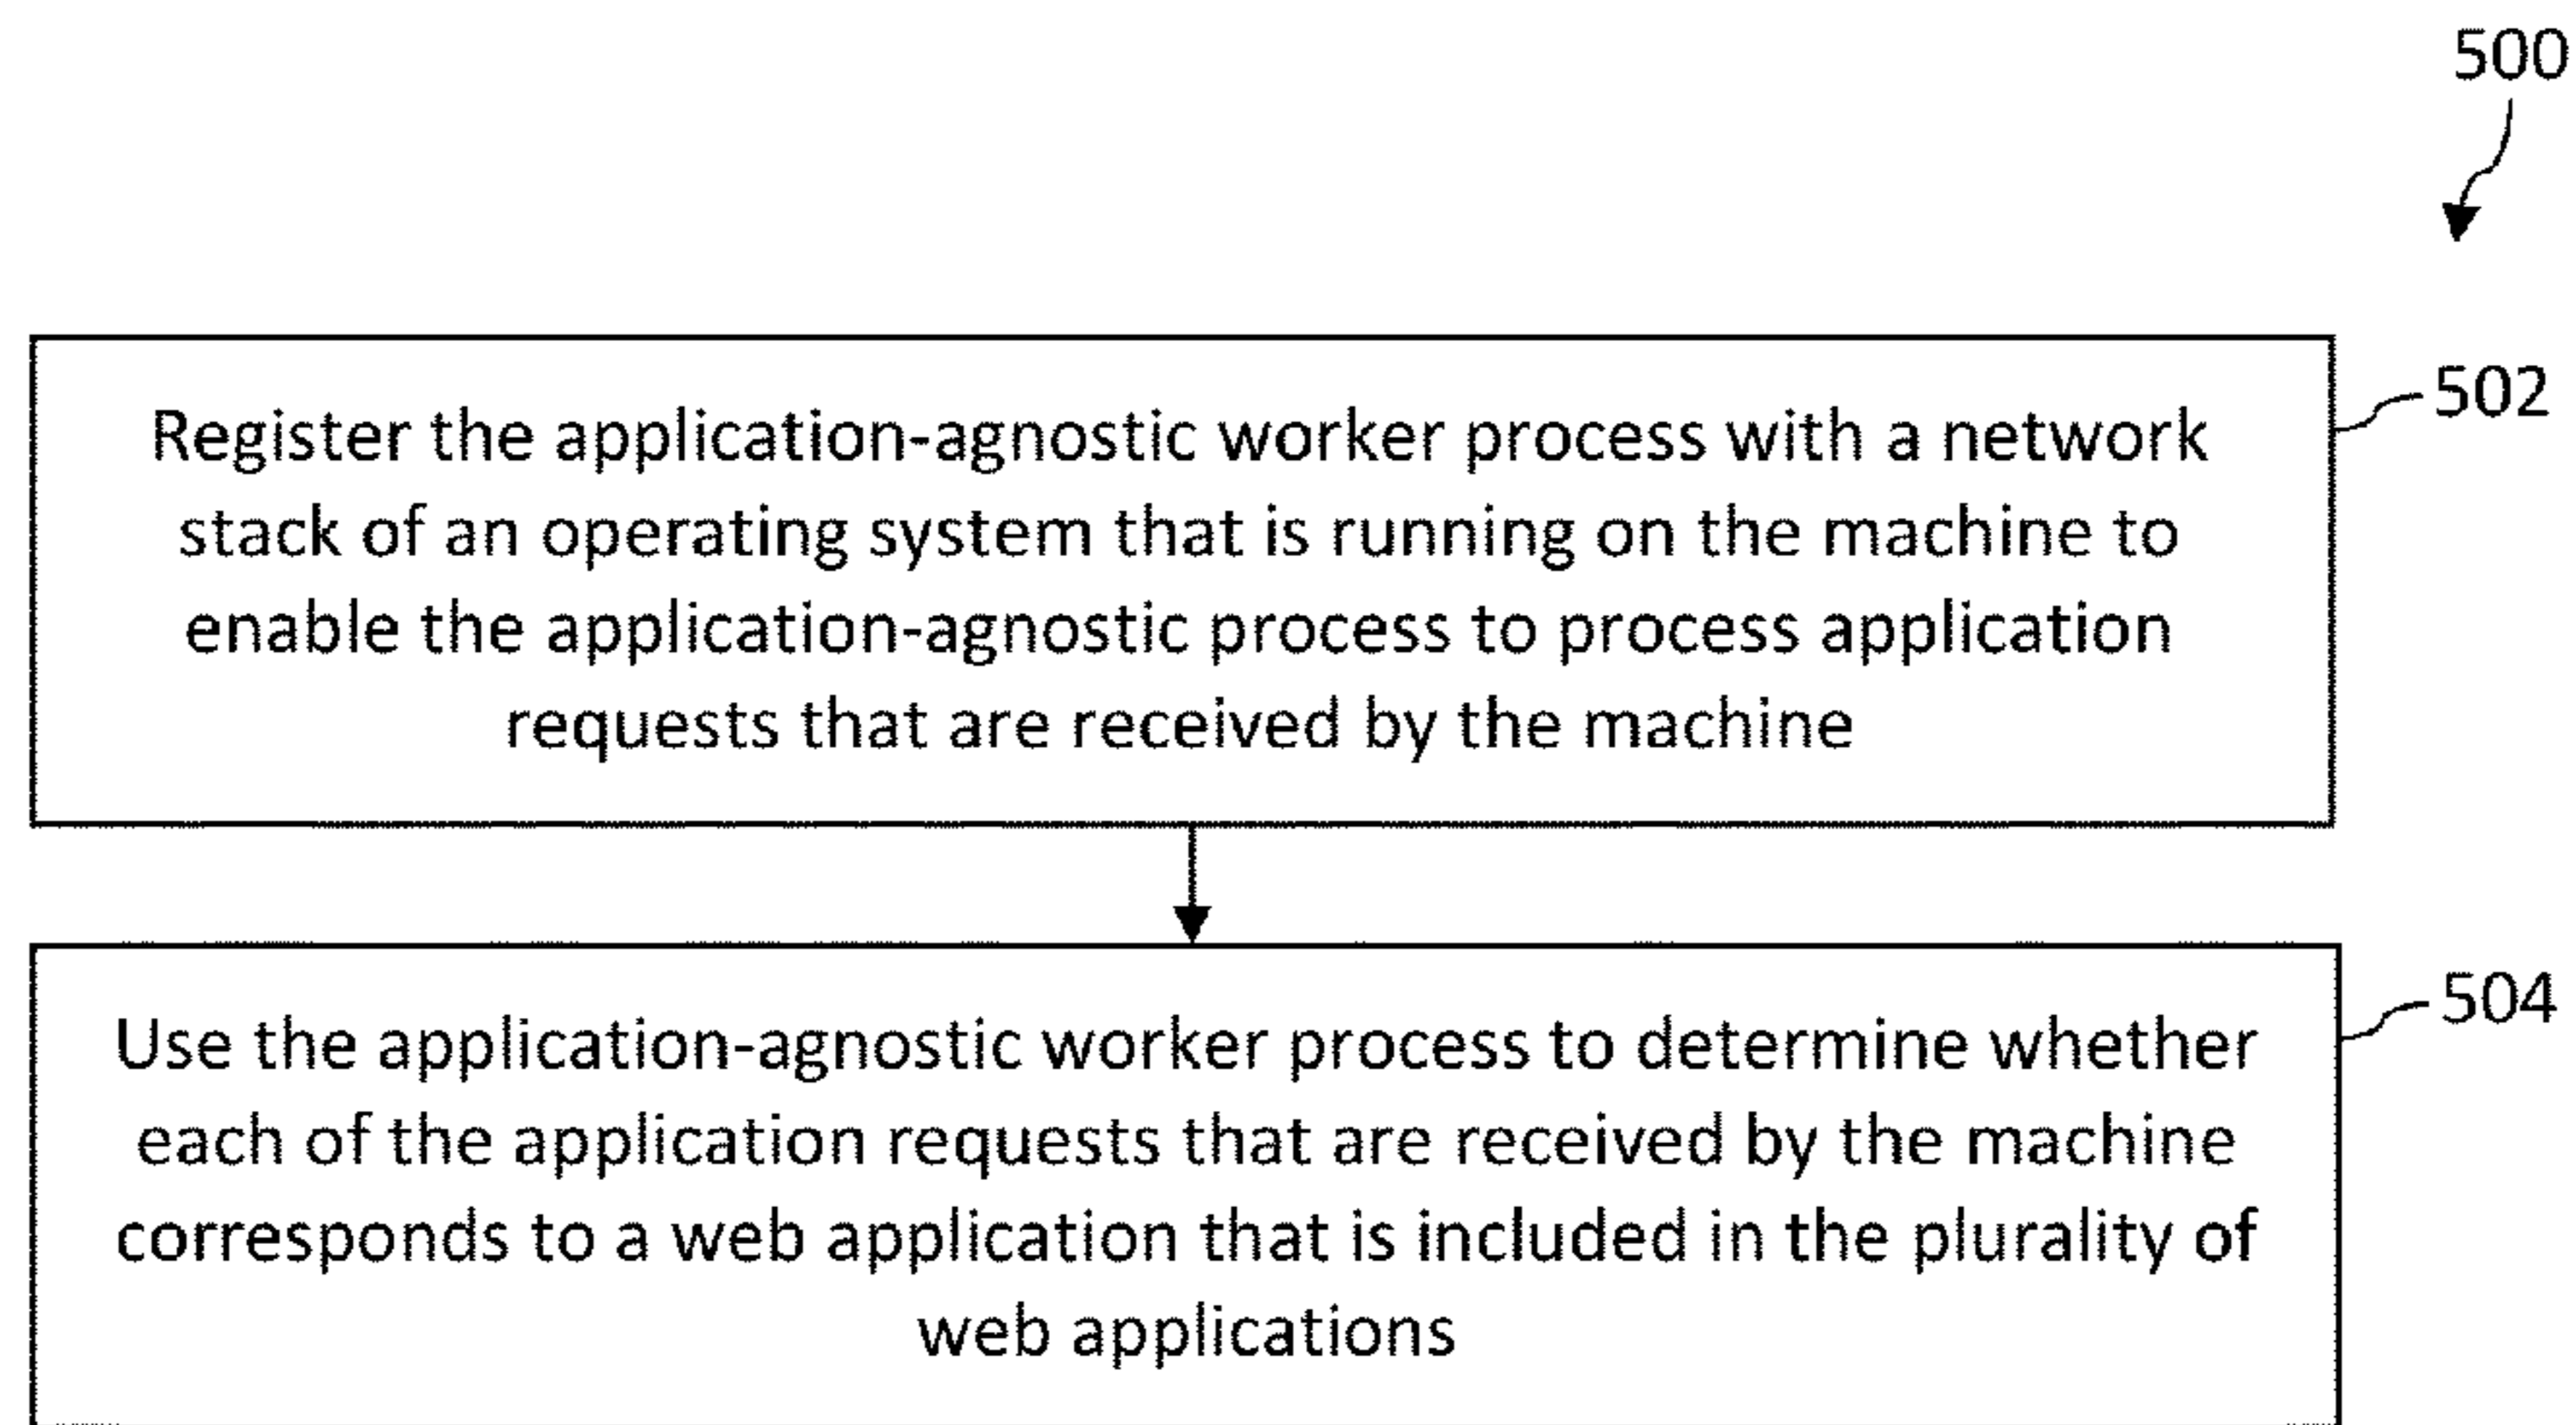 500
502
Register the application-agnostic worker process with a network
stack of an operating system that is running on the machine to
enable the application-agnostic process to process application
requests that are received by the machine
504
Use the application-agnostic worker process to determine whether
each of the application requests that are received by the machine
corresponds to a web application that is included in the plurality of
web applications